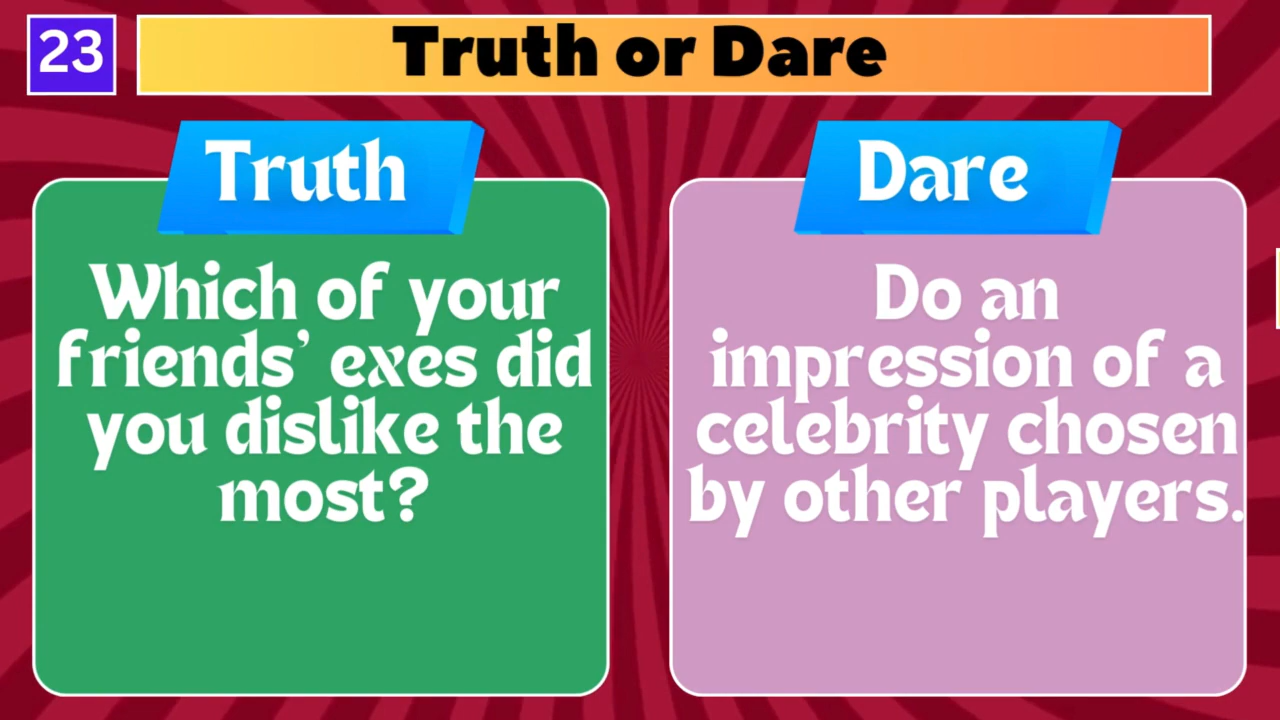 23
Truth or Dare
Truth
Which of your
friends’ exes did
you dislike the
most?
Dare
Do an
impression of a
celebrity chosen
by other players.